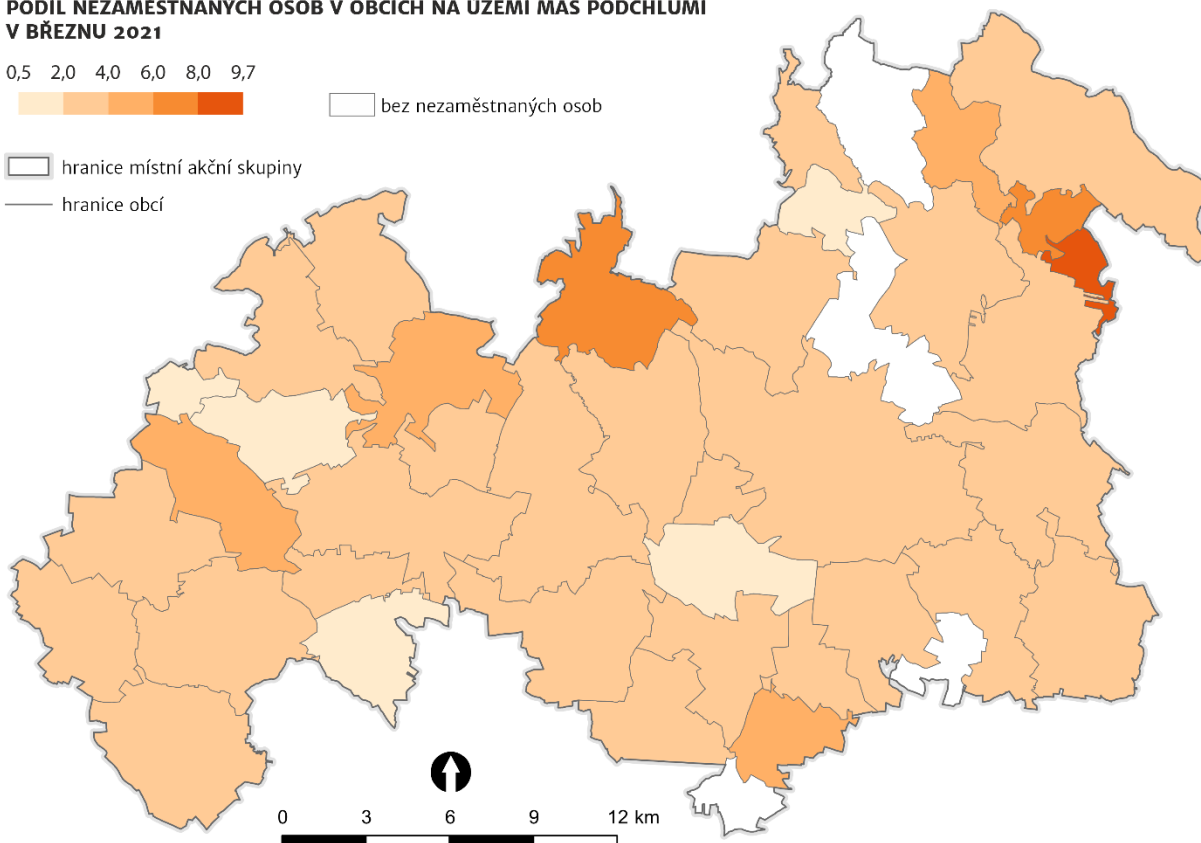 PODÍL NEZAMĚSTNANÝCH OSOB V OBCÍCH NA ÚZEMÍ MAS PODCHLUMÍ
V BŘEZNU 2021
0,5 2,0 4,0 6,0 8,0 9,7
bez nezaměstnaných osob
hranice místní akční skupiny
hranice obcí
0 3 6 9 12 km